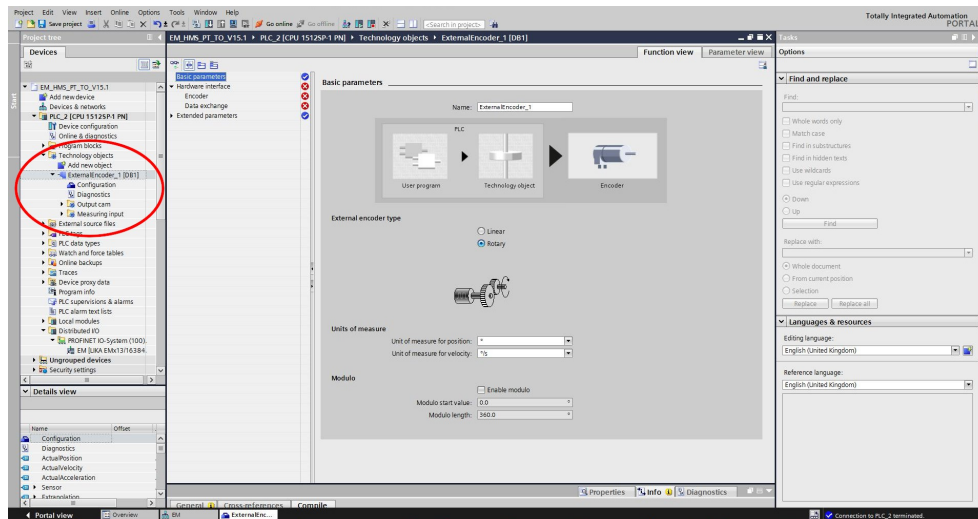 Project Edit View Insert Online Options Tools Window Help
Totally Integrated Automation
PORTAL
Save project Go online Go offline <Search in project>
Project tree
EM_HMS_PT_TO_V15.1 PLC_2 [CPU 1512SP-1 PN] Technology objects ExternalEncoder_1 [DB1]
Tasks
Devices
Function view Parameter view
Options
Start
EM_HMS_PT_TO_V15.1
Add new device
Devices & networks
PLC_2 [CPU 1512SP-1 PN]
Device configuration
Online & diagnostics
Program blocks
Technology objects
Add new object
ExternalEncoder_1 [DB1]
Configuration
Diagnostics
Output cam
Measuring input
External source files
PLC tags
PLC data types
Watch and force tables
Online backups
Traces
Device proxy data
Program info
PLC supervisions & alarms
PLC alarm text lists
Local modules
Distributed I/O
PROFINET IO-System (100).
EM [LIKA EMx13/16384.
Ungrouped devices
Security settings
Details view
Name Offset
Configuration
Diagnostics
ActualPosition
ActualVelocity
ActualAcceleration
Sensor
Extrapolation
Basic parameters
Hardware interface
Encoder
Data exchange
Extended parameters
Basic parameters
Name: ExternalEncoder_1
PLC
User program Technology object Encoder
External encoder type
Linear
Rotary
Units of measure
Unit of measure for position: °
Unit of measure for velocity: °/s
Modulo
Enable modulo
Modulo start value: 0.0 °
Modulo length: 360.0 °
Properties Info Diagnostics
General Cross-references Compile
Find and replace
Find:
Whole words only
Match case
Find in substructures
Find in hidden texts
Use wildcards
Use regular expressions
Down
Up
Find
Replace with:
Whole document
From current position
Selection
Replace Replace all
Languages & resources
Editing language:
English (United Kingdom)
Reference language:
English (United Kingdom)
Portal view Overview EM ExternalEnc...
Connection to PLC_2 terminated.